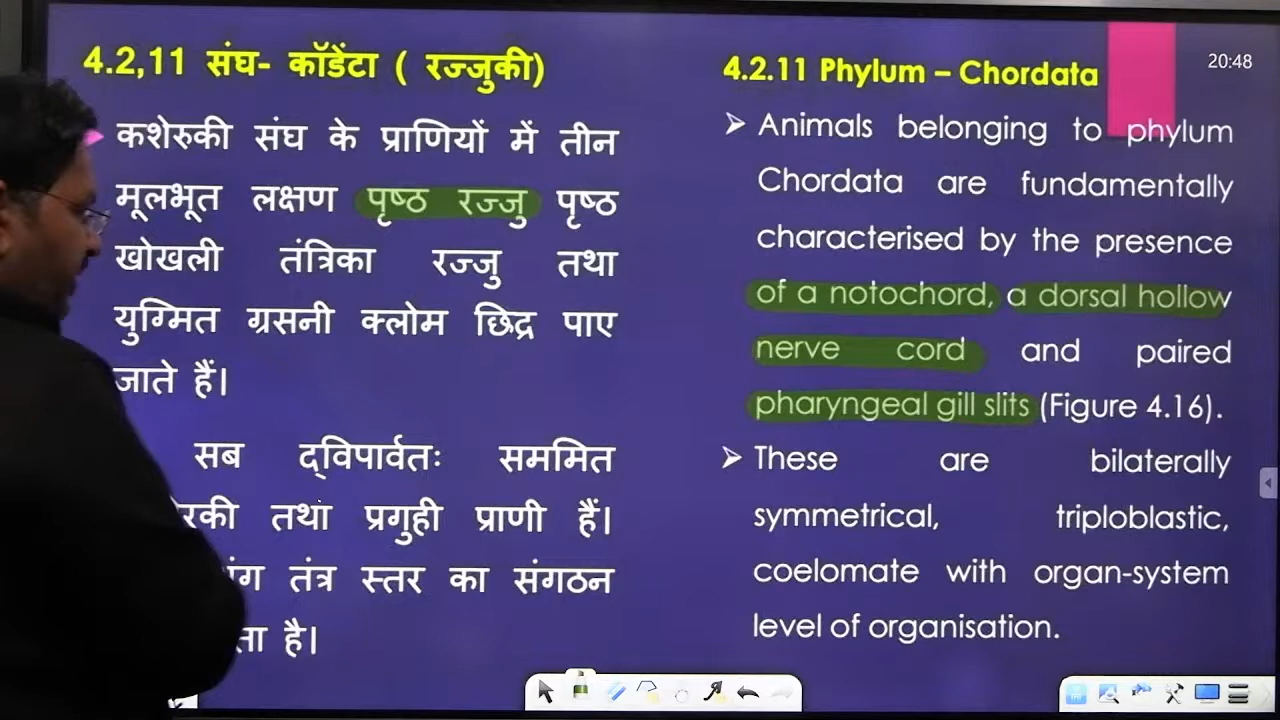 4.2,11 संघ- कॉर्डेटा ( रज्जुकी)
कशेरुकी संघ के प्राणियों में तीन
मूलभूत लक्षण पृष्ठ रज्जु पृष्ठ
खोखली तंत्रिका रज्जु तथा
युग्मित ग्रसनी क्लोम छिद्र पाए
जाते हैं।
सब द्विपार्वतः सममित
तथा प्रगुही प्राणी हैं।
तंत्र स्तर का संगठन
है।
4.2.11 Phylum – Chordata
20:48
➢ Animals belonging to phylum
Chordata are fundamentally
characterised by the presence
of a notochord, a dorsal hollow
nerve cord and paired
pharyngeal gill slits (Figure 4.16).
➢ These are bilaterally
symmetrical, triploblastic,
coelomate with organ-system
level of organisation.